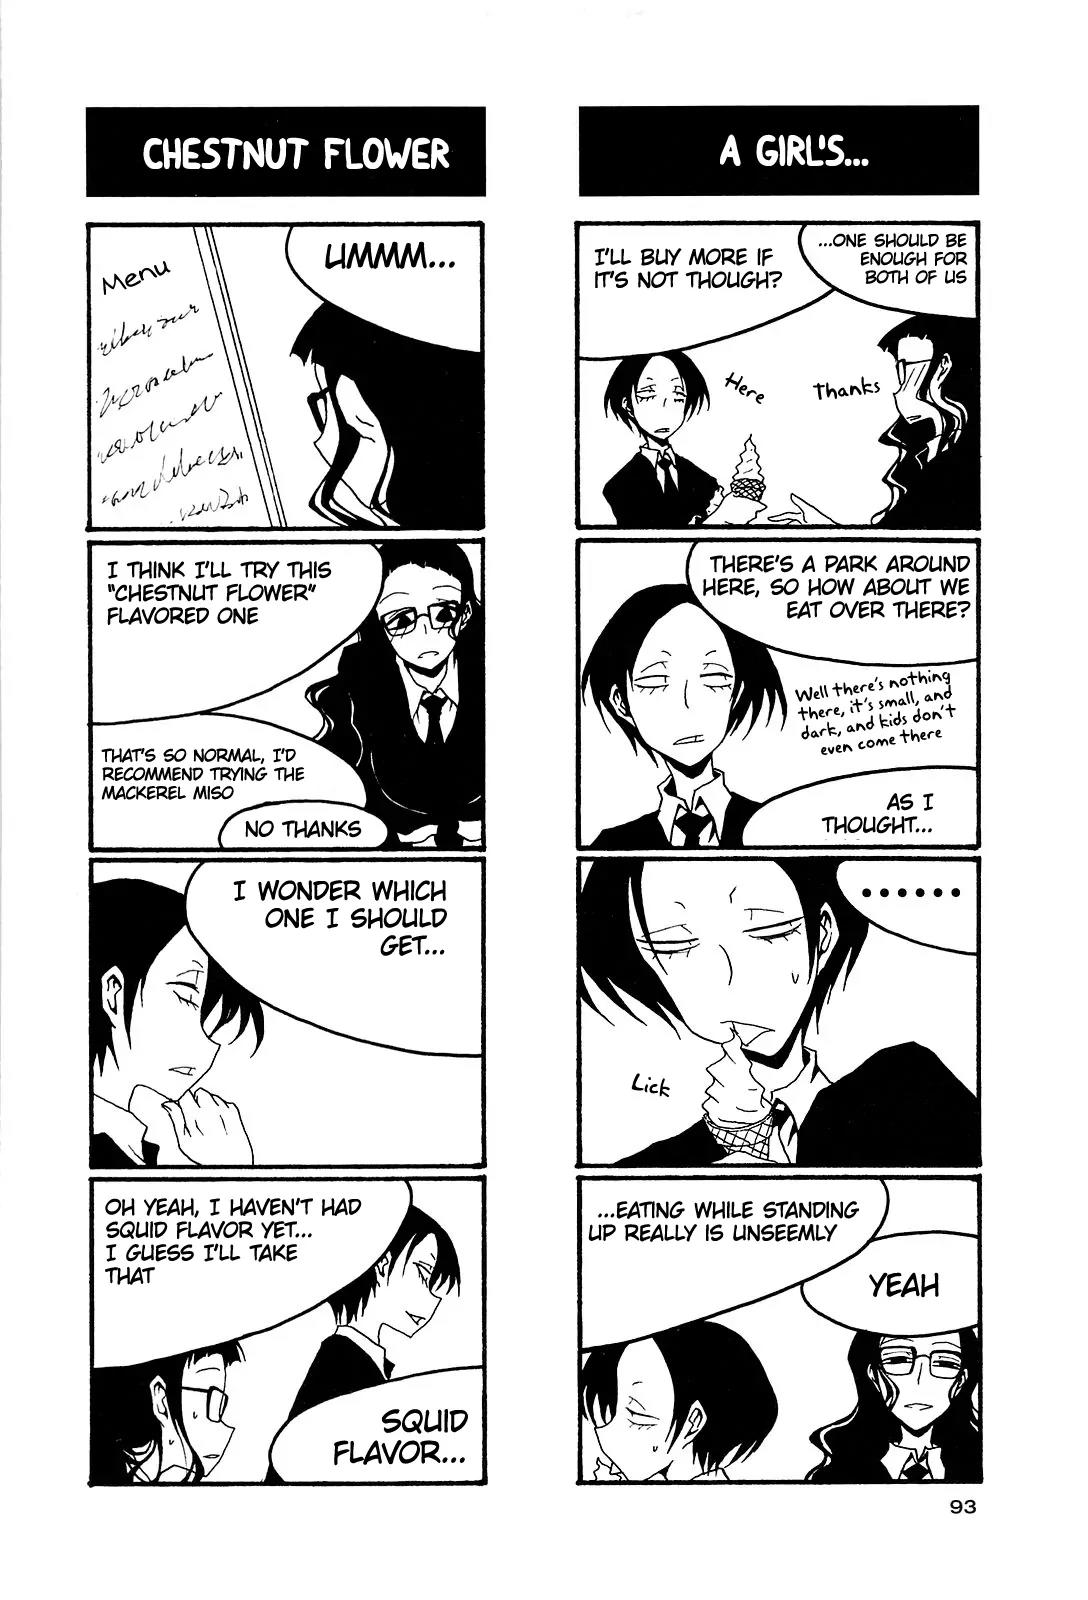 A GIRL'S...
...ONE SHOULD BE
ENOUGH FOR
BOTH OF US
I'LL BUY MORE IF
IT'S NOT THOUGH?
Thanks
Here
THERE'S A PARK AROUND
HERE, SO HOW ABOUT WE
EAT OVER THERE?
Well there's nothing
there, it's small, and
dark, and kids don't
even come there
AS I
THOUGHT...
......
Lick
...EATING WHILE STANDING
UP REALLY IS UNSEEMLY
YEAH
CHESTNUT FLOWER
UMMM...
Menu
I THINK I'LL TRY THIS
"CHESTNUT FLOWER"
FLAVORED ONE
THAT'S SO NORMAL, I'D
RECOMMEND TRYING THE
MACKEREL MISO
NO THANKS
I WONDER WHICH
ONE I SHOULD
GET...
OH YEAH, I HAVEN'T HAD
SQUID FLAVOR YET...
I GUESS I'LL TAKE
THAT
SQUID
FLAVOR...
93